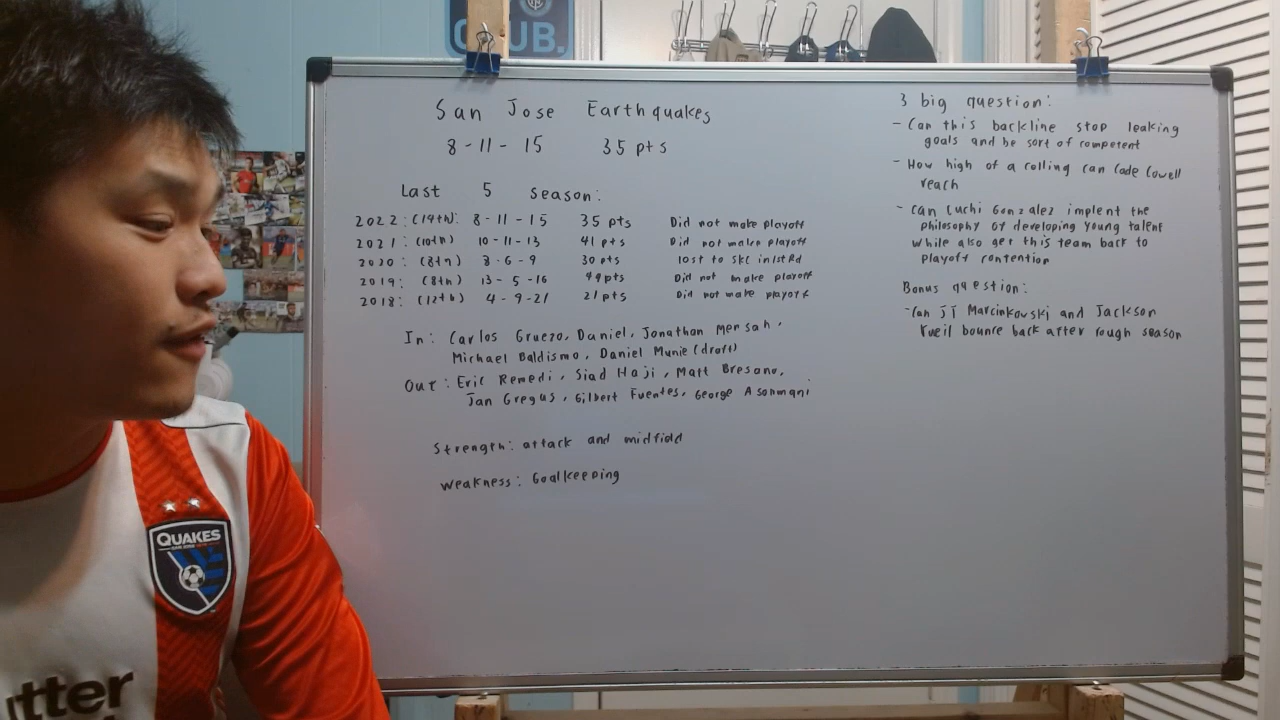 CLUB.
San Jose Earthquakes
8-11-15 35 pts
Last 5 season:
2022: (14th): 8-11-15 35 pts Did not make playoff
2021: (10th) 10-11-13 41 pts Did not make playoff
2020: (8th) 8-6-9 30 pts lost to SKC in 1st Rd
2019: (8th) 13-5-16 44 pts Did not make playoff
2018: (12th) 4-9-21 21 pts Did not make playoff
In: Carlos Gruezo, Daniel, Jonathan Mensah,
Michael Baldismo, Daniel Munie (draft)
Out: Eric Remedi, Siad Haji, Matt Bresano,
Jan Gregus, Gilbert Fuentes, George Asonmani
Strength: attack and midfield
Weakness: Goalkeeping
3 big question:
- Can this backline stop leaking
goals and be sort of competent
- How high of a rolling can Cade Cowell
reach
- Can Luchi Gonzalez implent the
philosophy of developing young talent
while also get this team back to
playoff contention
Bonus question:
- Can JT Marcinkowski and Jackson
Yueil bounce back after rough season
QUAKES
utter